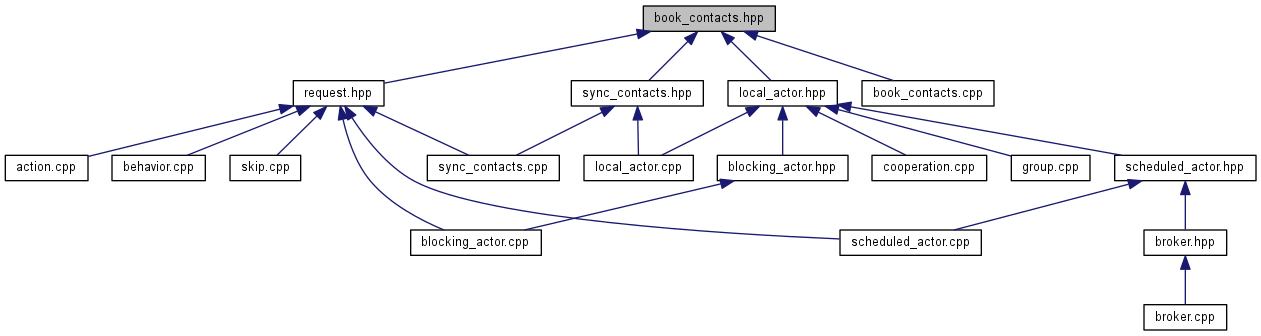 book_contacts.hpp
request.hpp
sync_contacts.hpp
local_actor.hpp
book_contacts.cpp
action.cpp
behavior.cpp
skip.cpp
sync_contacts.cpp
local_actor.cpp
blocking_actor.hpp
cooperation.cpp
group.cpp
scheduled_actor.hpp
blocking_actor.cpp
scheduled_actor.cpp
broker.hpp
broker.cpp